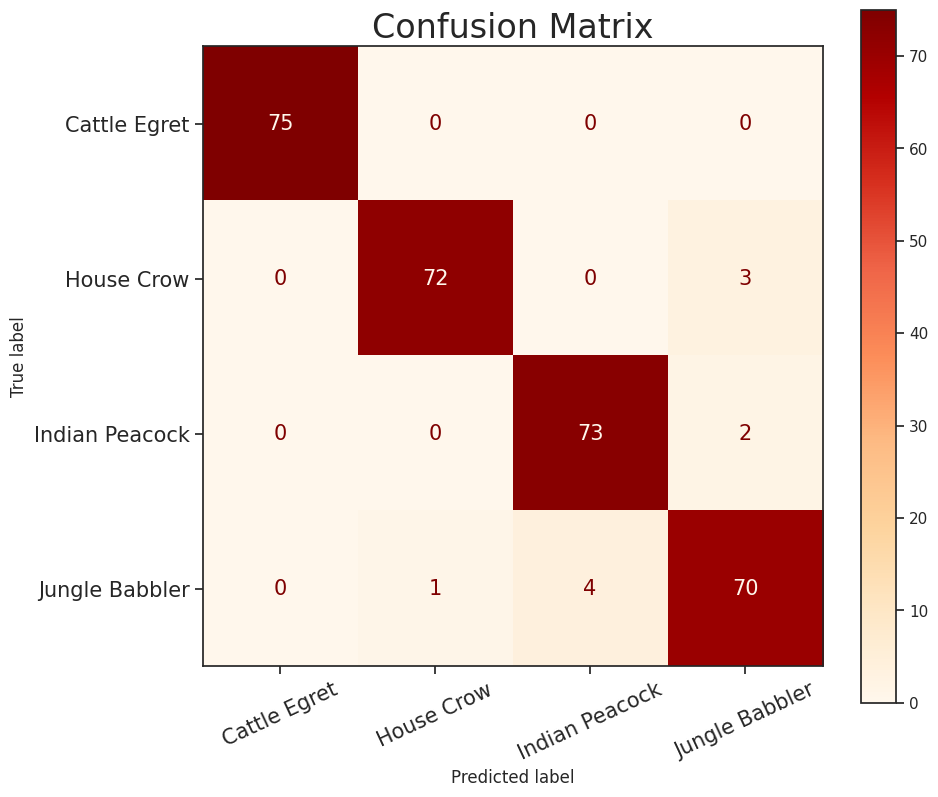 Confusion Matrix
Cattle Egret 75 0 0 0
House Crow 0 72 0 3
Indian Peacock 0 0 73 2
Jungle Babbler 0 1 4 70
True label
Cattle Egret House Crow Indian Peacock Jungle Babbler
Predicted label
70
60
50
40
30
20
10
0